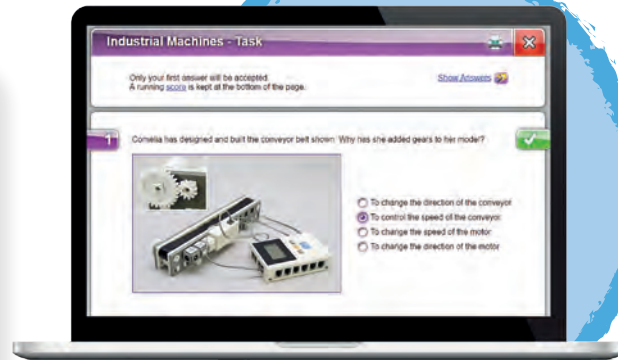 Industrial Machines - Task
Only your first answer will be accepted.
Show Answers
A running score is kept at the bottom of the page.
1
Cornelia has designed and built the conveyor belt shown. Why has she added gears to her model?
To change the direction of the conveyor
To control the speed of the conveyor
To change the speed of the motor
To change the direction of the motor